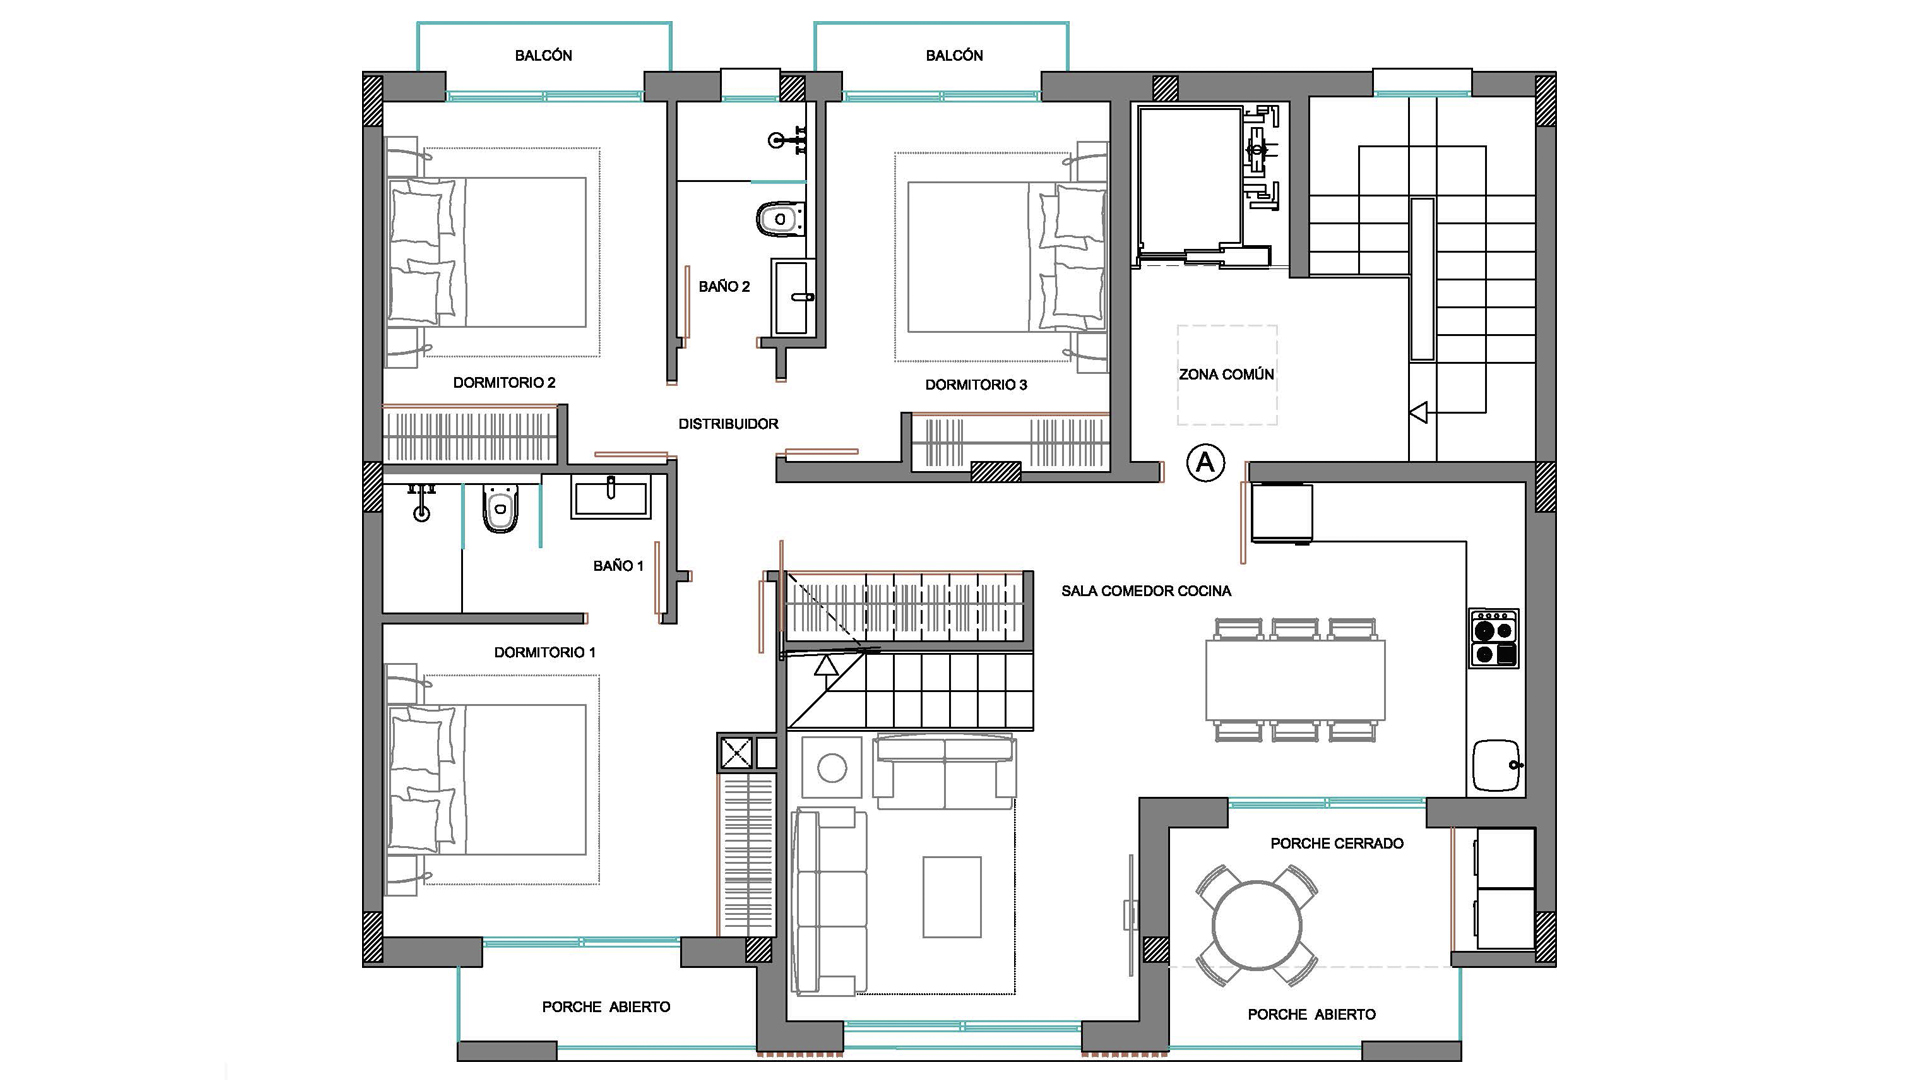 BALCÓN
BALCÓN
BAÑO 2
DORMITORIO 2
DORMITORIO 3
ZONA COMÚN
DISTRIBUIDOR
A
BAÑO 1
SALA COMEDOR COCINA
DORMITORIO 1
PORCHE CERRADO
PORCHE ABIERTO
PORCHE ABIERTO